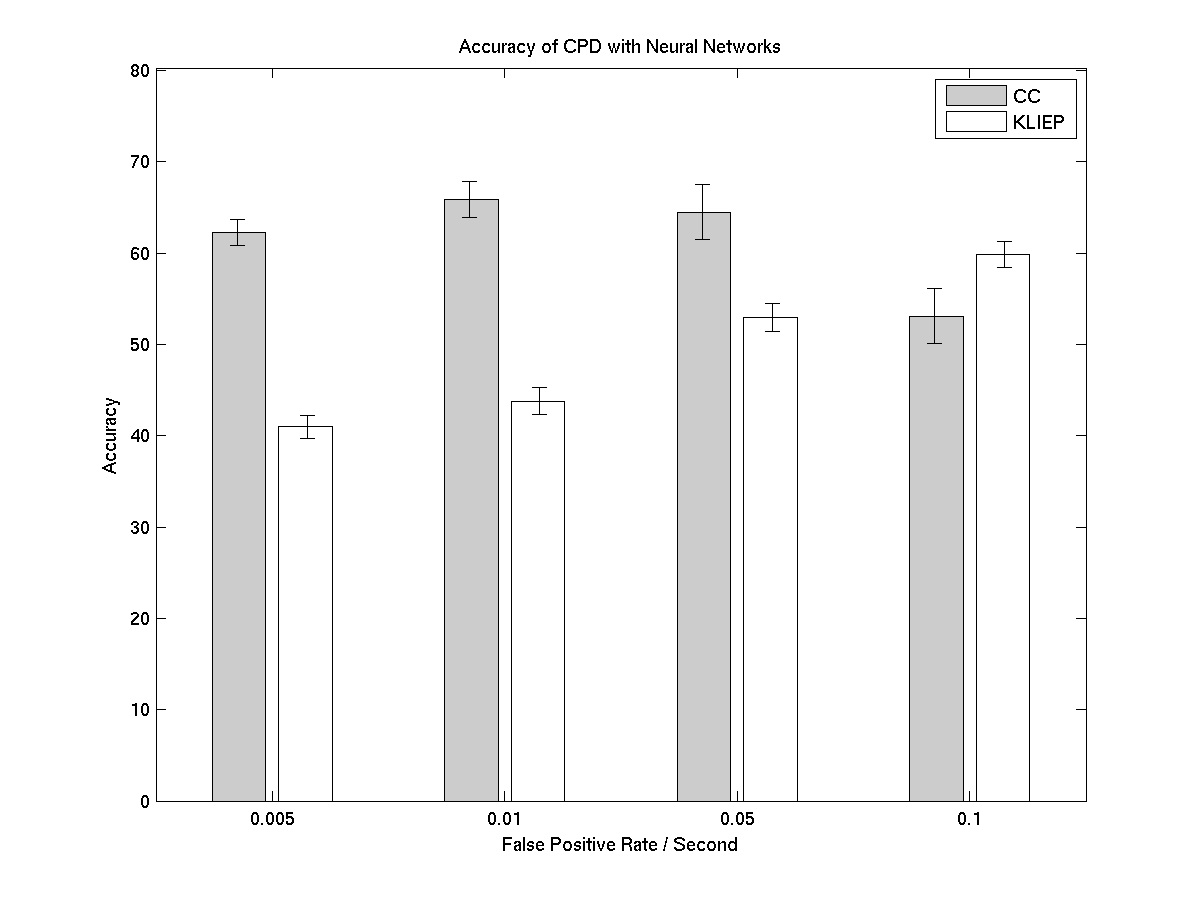 Accuracy of CPD with Neural Networks
CC
KLIEP
80
70
60
50
40
30
20
10
0
Accuracy
0.005 0.01 0.05 0.1
False Positive Rate / Second